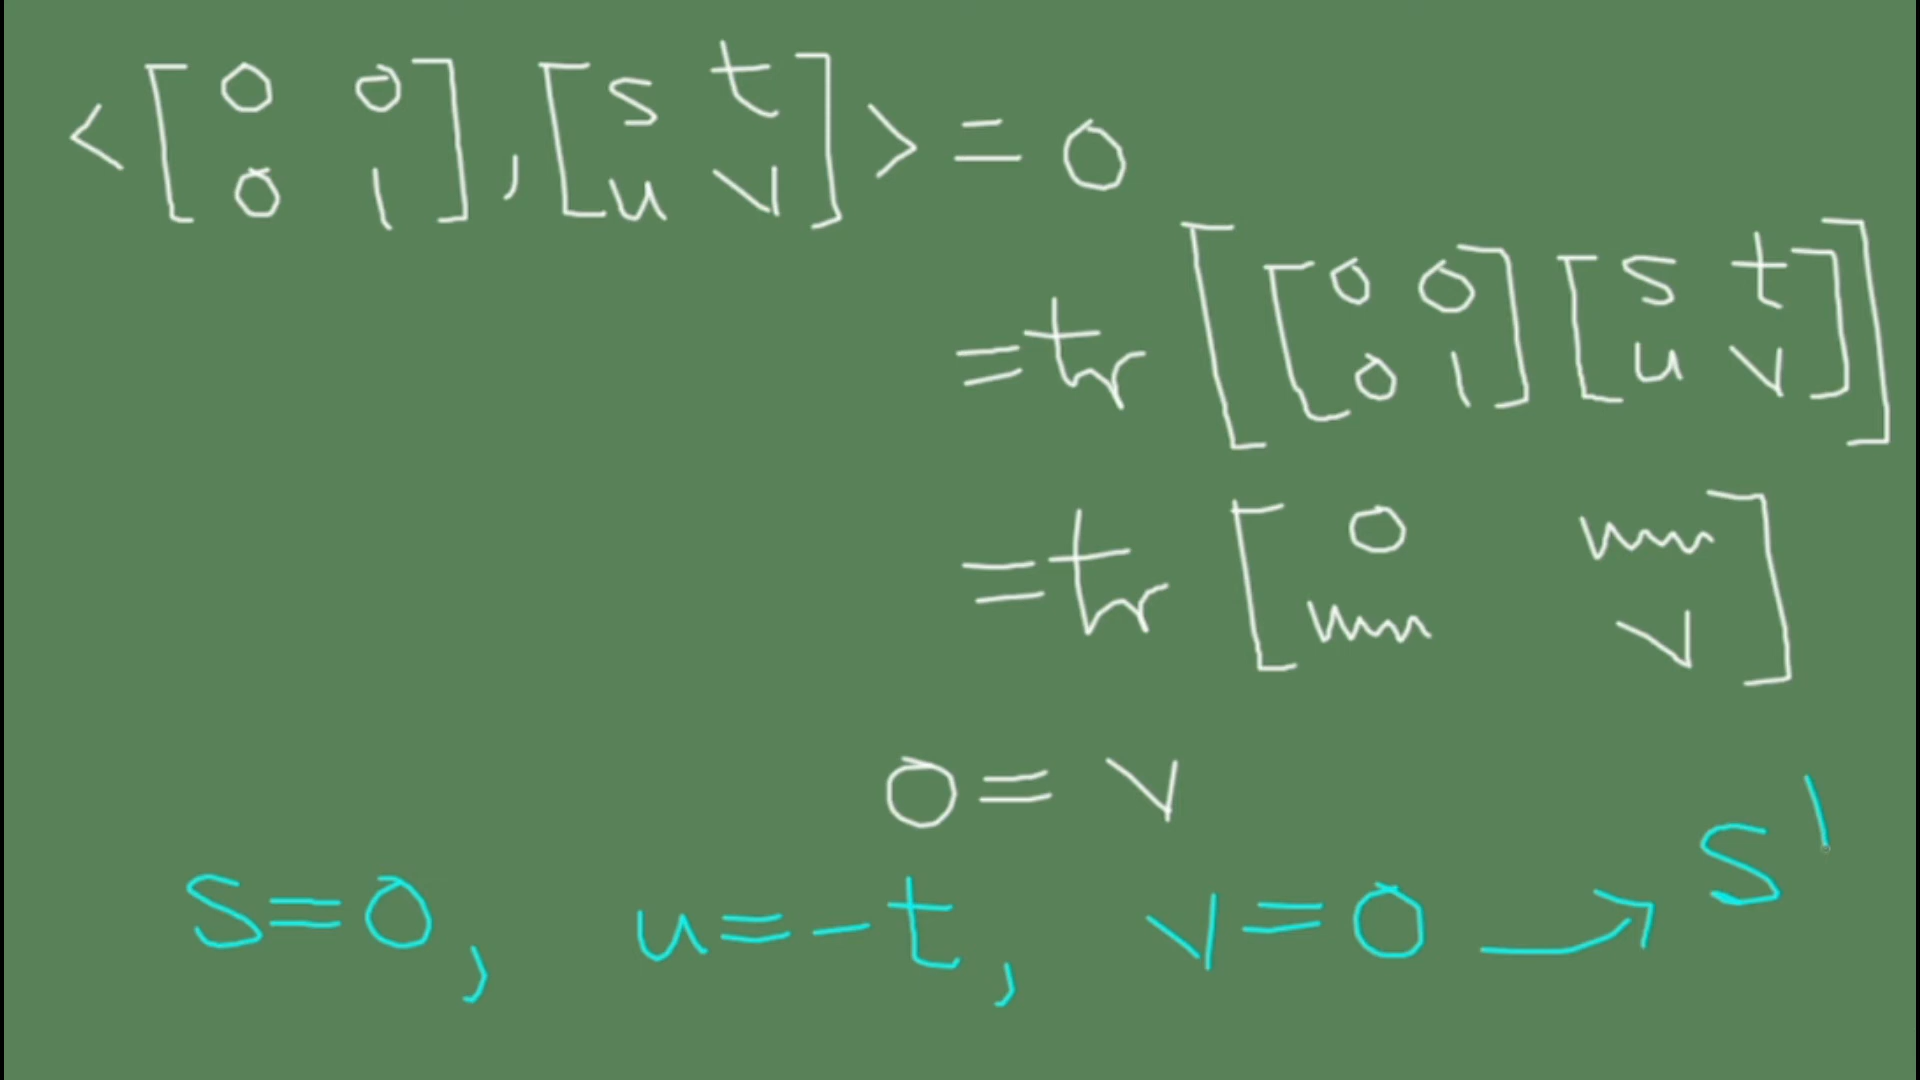 < [ 0 0 ; 0 1 ] , [ s t ; u v ] > = 0
= tr [ [ 0 0 ; 0 1 ] [ s t ; u v ] ]
= tr [ 0 ; v ]
0 = v
s = 0 , u = - t , v = 0 → S